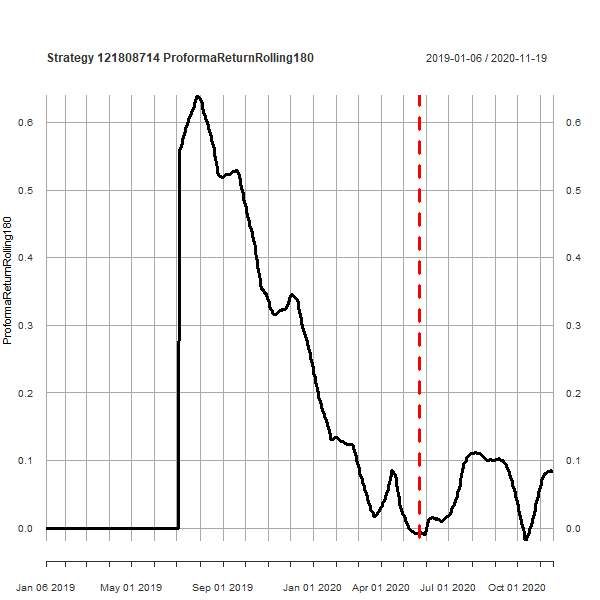 Strategy 121808714 ProformaReturnRolling180
2019-01-06 / 2020-11-19
ProformaReturnRolling180
0.6
0.5
0.4
0.3
0.2
0.1
0.0
0.6
0.5
0.4
0.3
0.2
0.1
0.0
Jan 06 2019
May 01 2019
Sep 01 2019
Jan 01 2020
Apr 01 2020
Jul 01 2020
Oct 01 2020